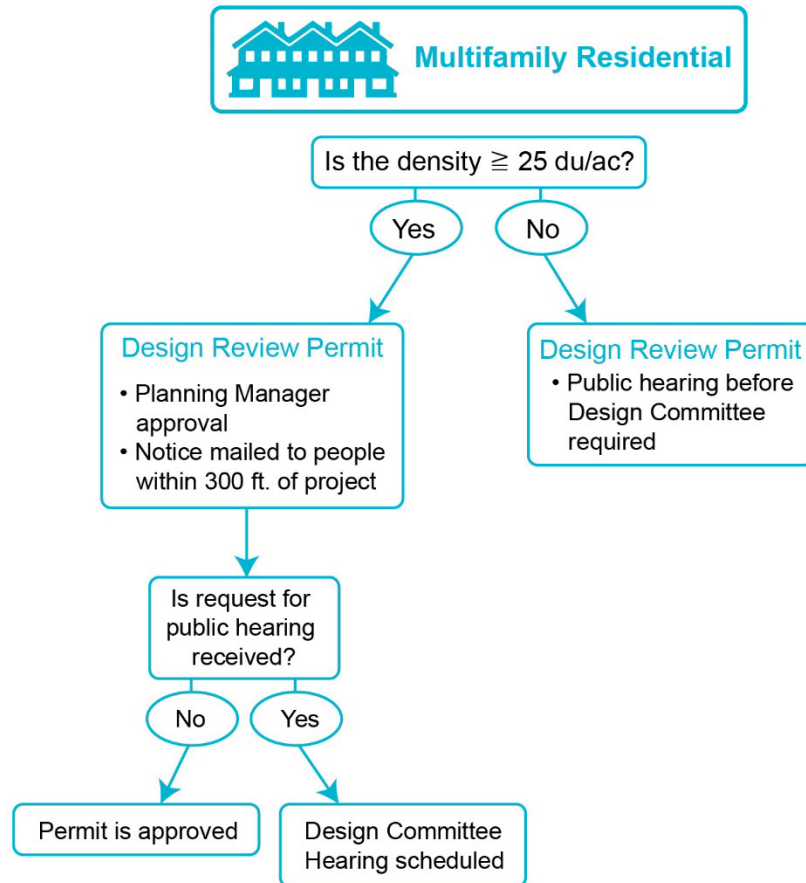 Multifamily Residential
Is the density ≧ 25 du/ac?
Yes
No
Design Review Permit
• Planning Manager
approval
• Notice mailed to people
within 300 ft. of project
Design Review Permit
• Public hearing before
Design Committee
required
Is request for
public hearing
received?
No
Yes
Permit is approved
Design Committee
Hearing scheduled